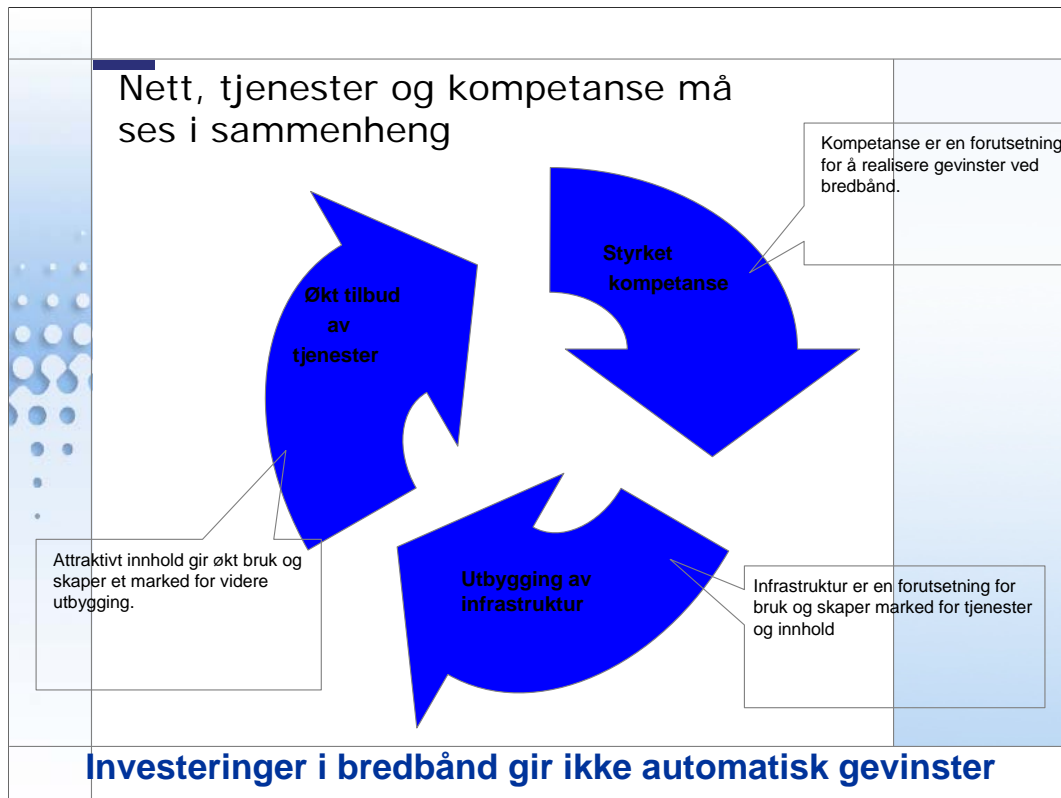 Nett, tjenester og kompetanse må
ses i sammenheng
Kompetanse er en forutsetning
for å realisere gevinster ved
bredbånd.
Styrket
kompetanse
Økt tilbud
av
tjenester
Attraktivt innhold gir økt bruk og
skaper et marked for videre
utbygging.
Utbygging av
infrastruktur
Infrastruktur er en forutsetning for
bruk og skaper marked for tjenester
og innhold
Investeringer i bredbånd gir ikke automatisk gevinster